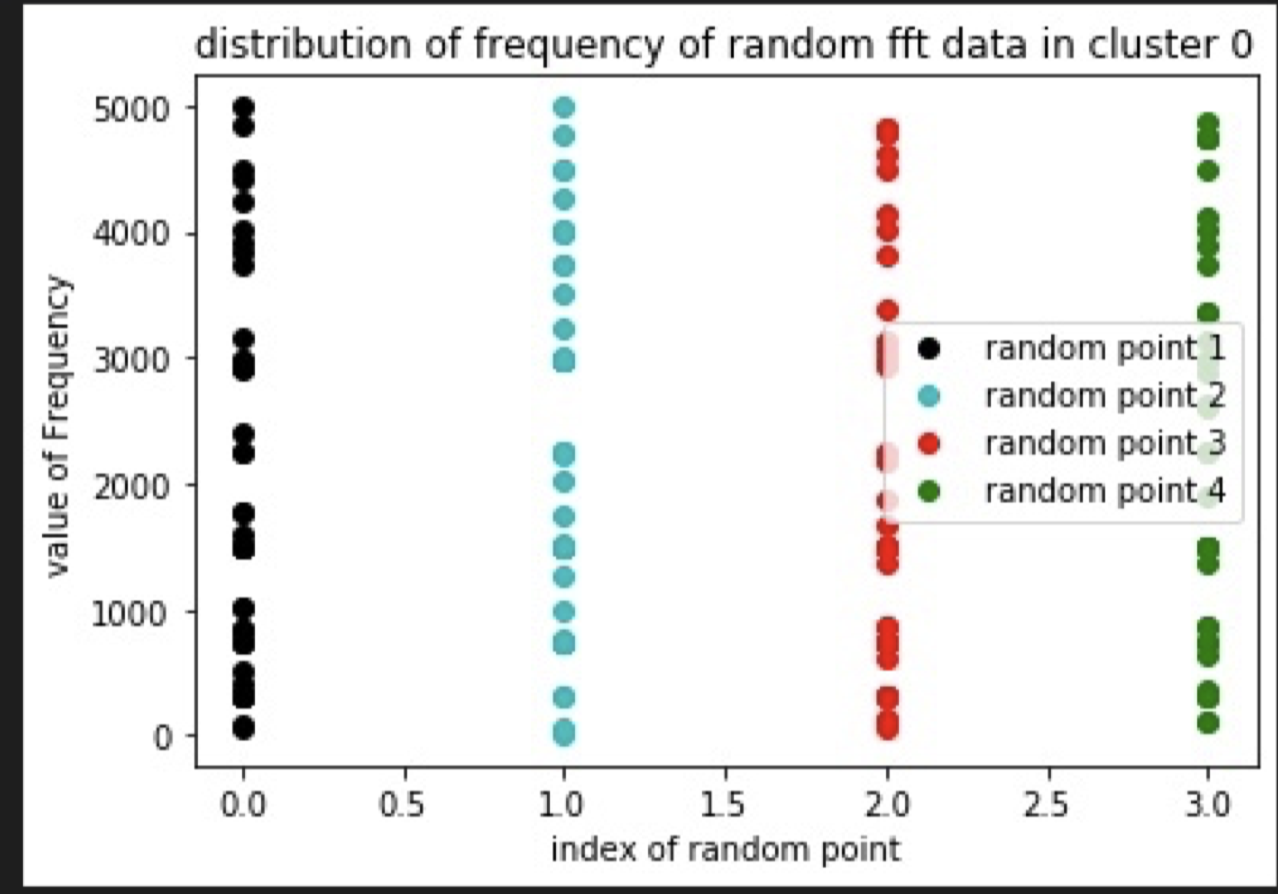 distribution of frequency of random fft data in cluster 0
5000
4000
3000
2000
1000
0
value of Frequency
random point 1
random point 2
random point 3
random point 4
0.0 0.5 1.0 1.5 2.0 2.5 3.0
index of random point